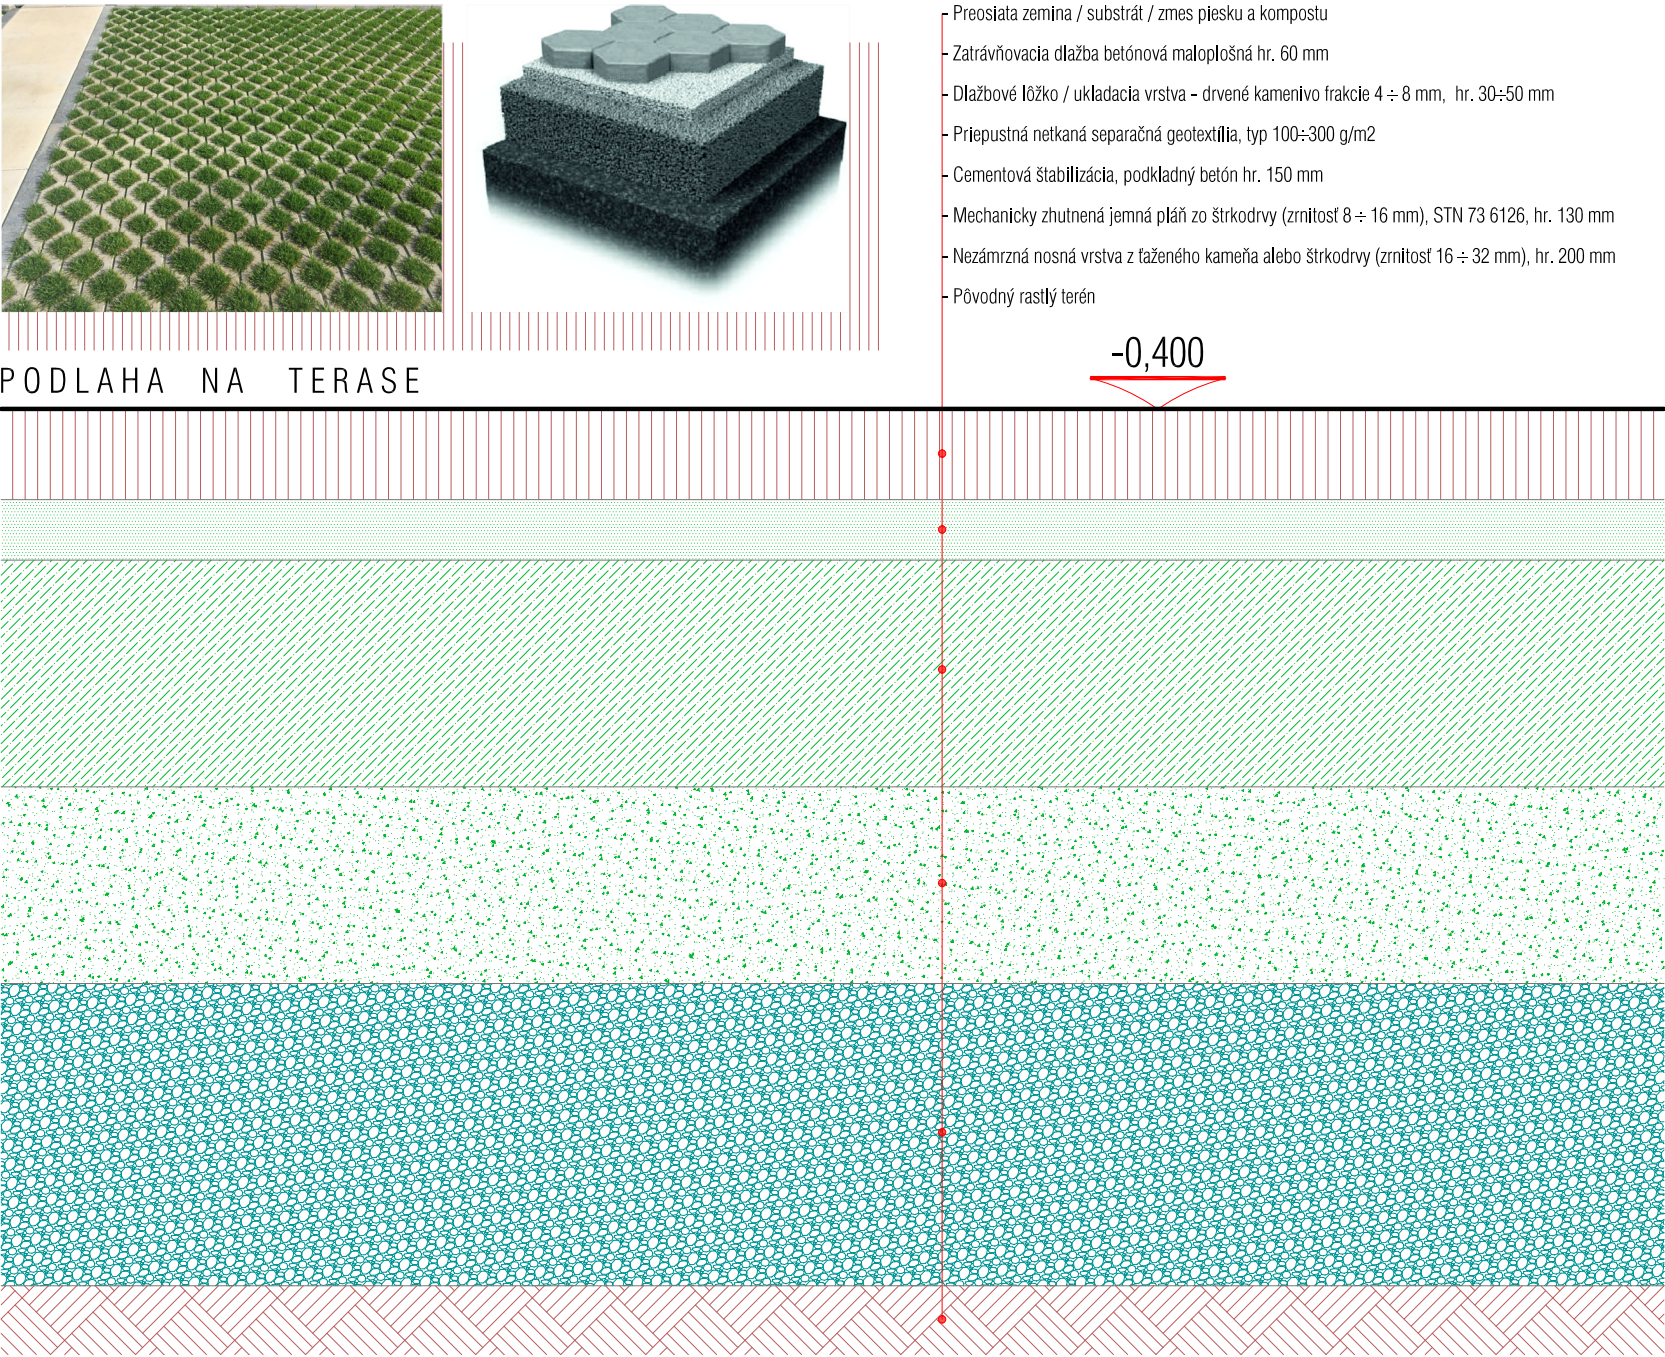 Preosiata zemina / substrát / zmes piesku a kompostu
Zatrávňovacia dlažba betónová maloplošná hr. 60 mm
Dlažbové lôžko / ukladacia vrstva - drvené kamenivo frakcie 4 ÷ 8 mm, hr. 30÷50 mm
Priepustná netkaná separačná geotextília, typ 100÷300 g/m2
Cementová štabilizácia, podkladný betón hr. 150 mm
Mechanicky zhutnená jemná pláň zo štrkodrvy (zrnitosť 8 ÷ 16 mm), STN 73 6126, hr. 130 mm
Nezámrzná nosná vrstva z ťaženého kameňa alebo štrkodrvy (zrnitosť 16 ÷ 32 mm), hr. 200 mm
Pôvodný rastlý terén
-0,400
PODLAHA NA TERASE